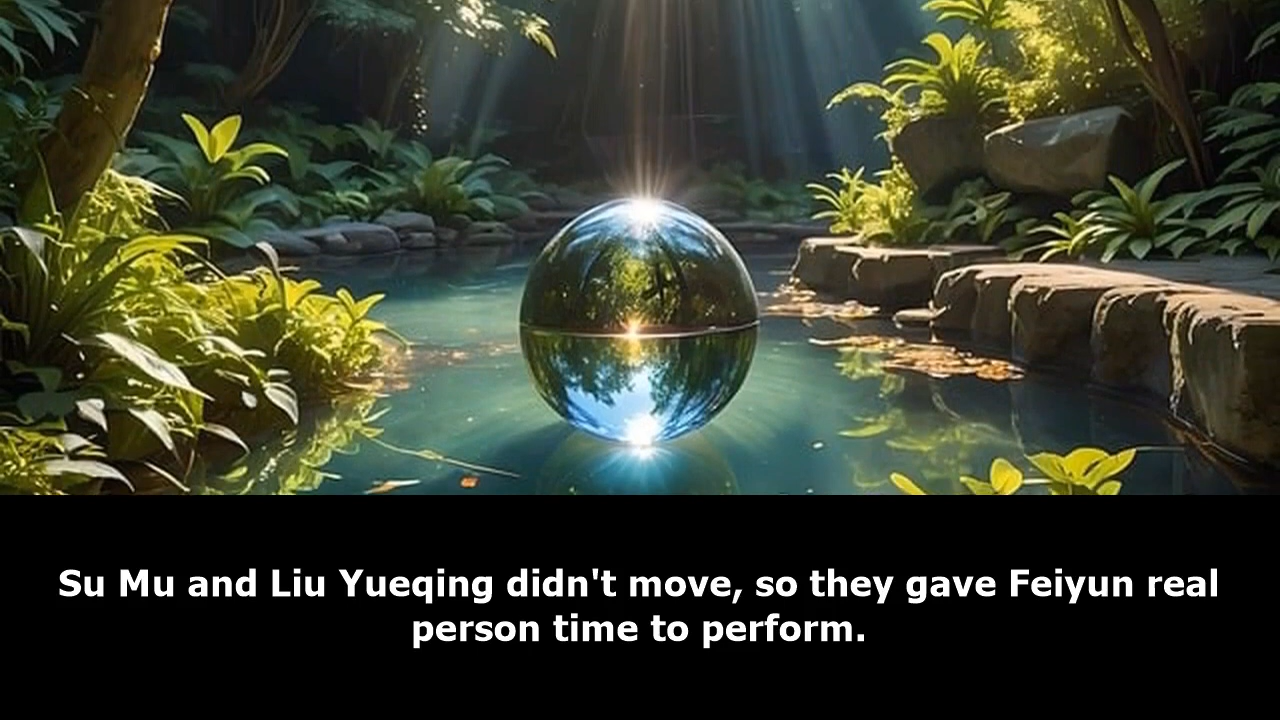 Su Mu and Liu Yueqing didn't move, so they gave Feiyun real
person time to perform.